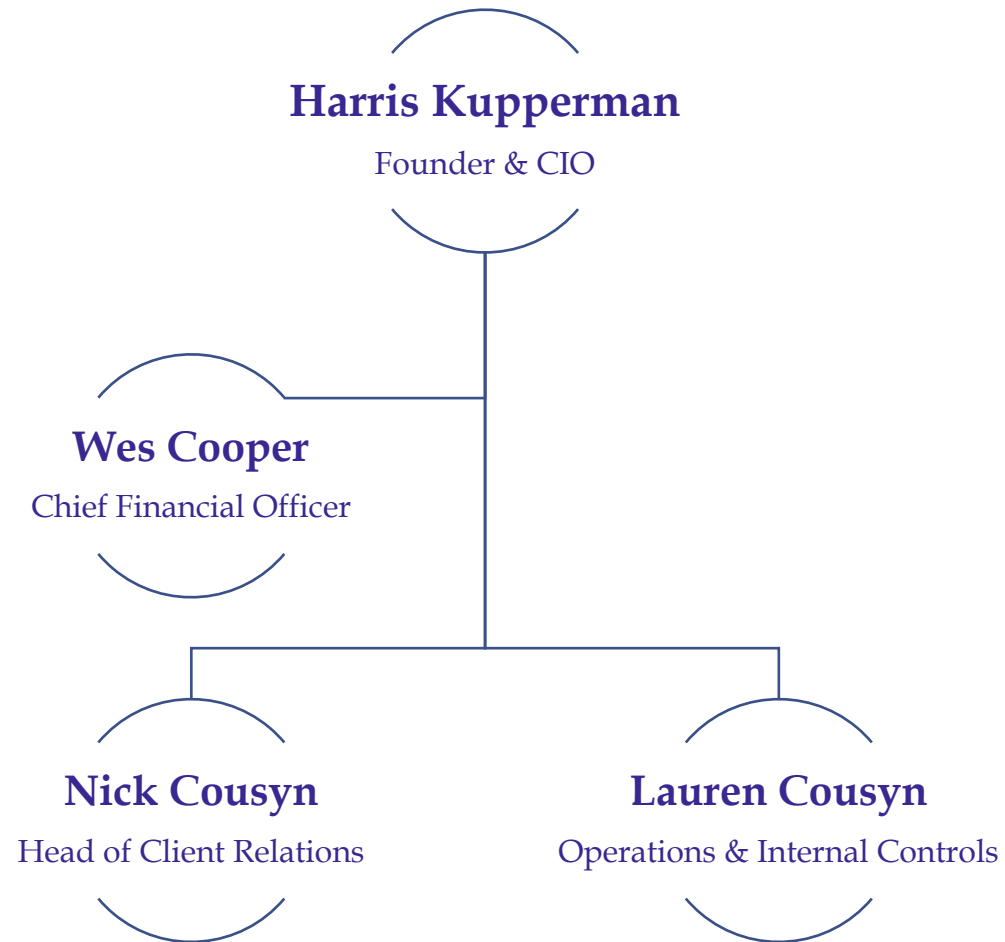 Harris Kupperman
Founder & CIO
Wes Cooper
Chief Financial Officer
Nick Cousyn
Head of Client Relations
Lauren Cousyn
Operations & Internal Controls